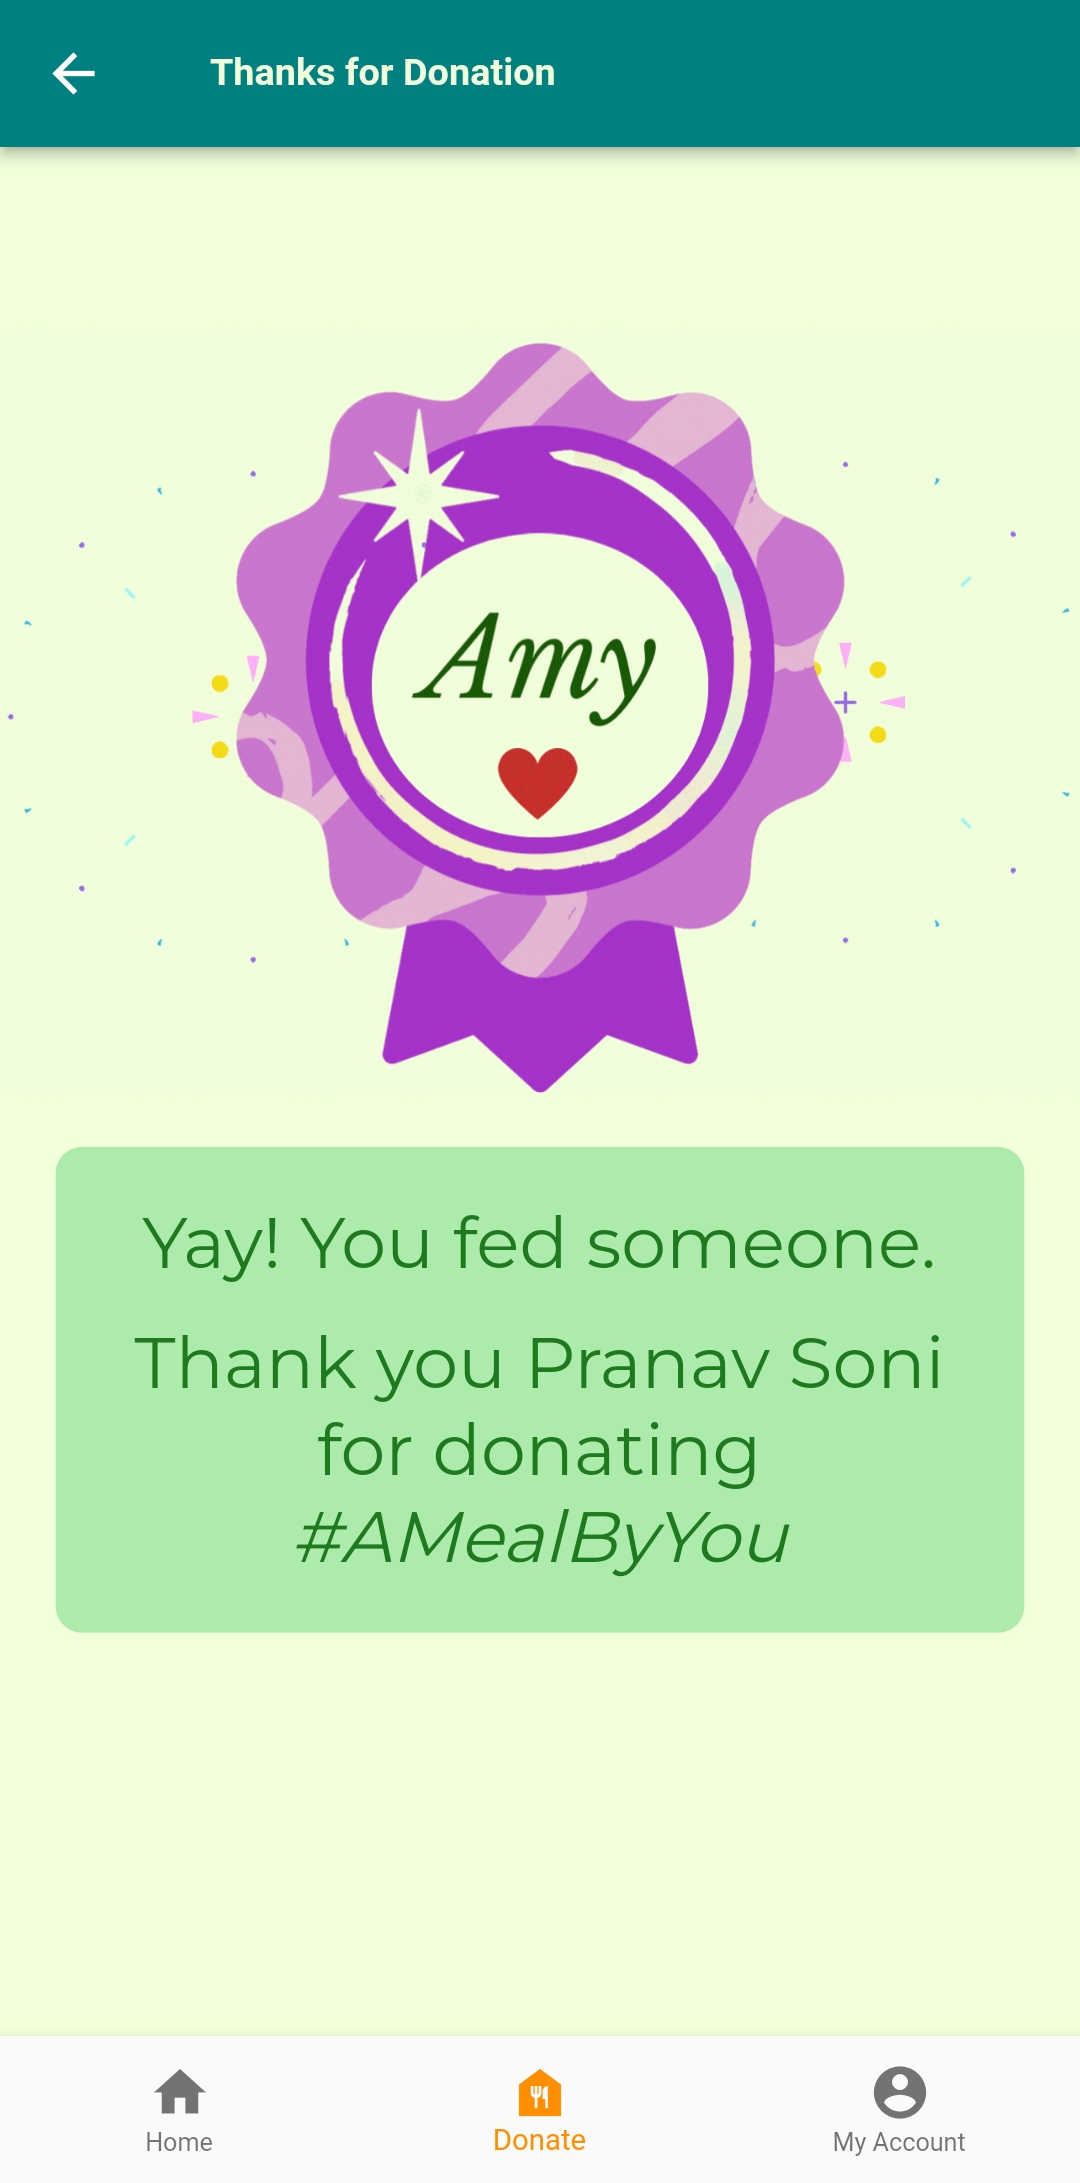 Thanks for Donation
Amy
Yay! You fed someone.
Thank you Pranav Soni
for donating
#AMealByYou
Home
Donate
My Account